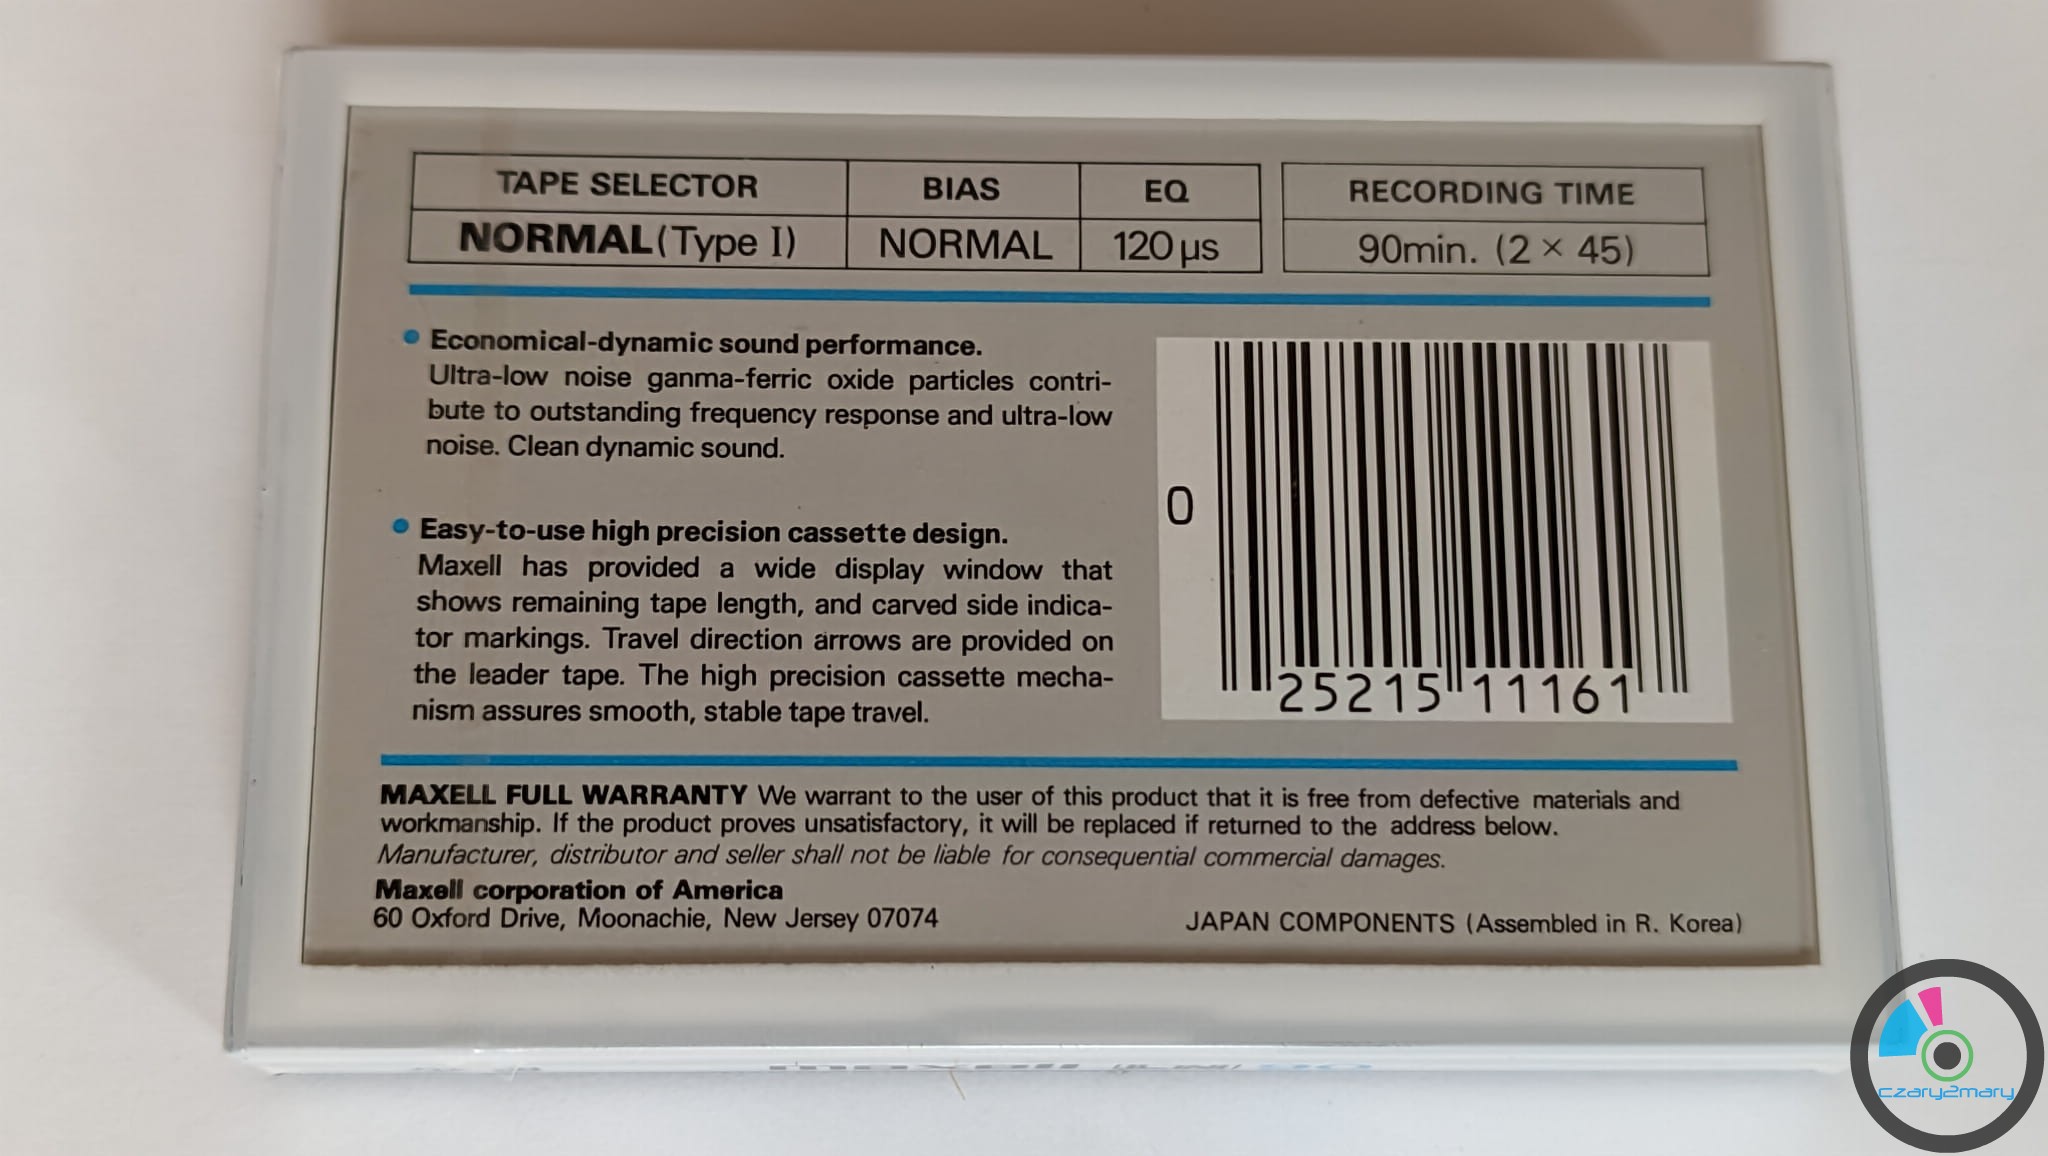 TAPE SELECTOR BIAS EQ RECORDING TIME
NORMAL(Type I) NORMAL 120µs 90min. (2 × 45)
Economical-dynamic sound performance.
Ultra-low noise ganma-ferric oxide particles contri-
bute to outstanding frequency response and ultra-low
noise. Clean dynamic sound.
Easy-to-use high precision cassette design.
Maxell has provided a wide display window that
shows remaining tape length, and carved side indica-
tor markings. Travel direction arrows are provided on
the leader tape. The high precision cassette mecha-
nism assures smooth, stable tape travel.
0 25215 11161
MAXELL FULL WARRANTY We warrant to the user of this product that it is free from defective materials and
workmanship. If the product proves unsatisfactory, it will be replaced if returned to the address below.
Manufacturer, distributor and seller shall not be liable for consequential commercial damages.
Maxell corporation of America
60 Oxford Drive, Moonachie, New Jersey 07074
JAPAN COMPONENTS (Assembled in R. Korea)
czary2mary